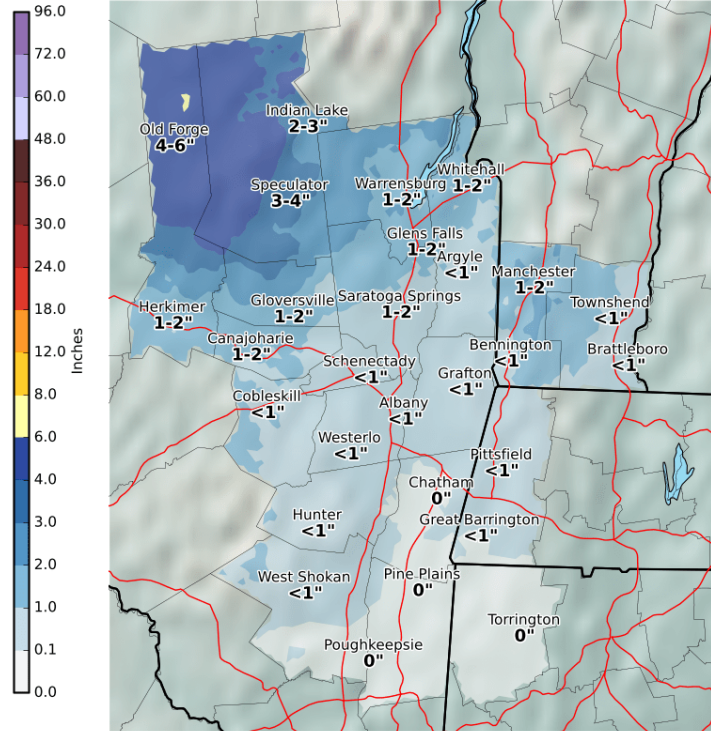 96.0
72.0
60.0
48.0
36.0
30.0
24.0
18.0
12.0
8.0
6.0
4.0
3.0
2.0
1.0
0.1
0.0
Inches
Old Forge
4-6"
Indian Lake
2-3"
Speculator
3-4"
Warrensburg
1-2"
Whitehall
1-2"
Glens Falls
1-2"
Argyle
<1"
Manchester
1-2"
Townshend
<1"
Herkimer
1-2"
Gloversville
1-2"
Saratoga Springs
1-2"
Canajoharie
1-2"
Schenectady
<1"
Bennington
<1"
Brattleboro
<1"
Grafton
<1"
Cobleskill
<1"
Albany
<1"
Westerlo
<1"
Pittsfield
<1"
Chatham
0"
Hunter
<1"
Great Barrington
<1"
West Shokan
<1"
Pine Plains
0"
Torrington
0"
Poughkeepsie
0"